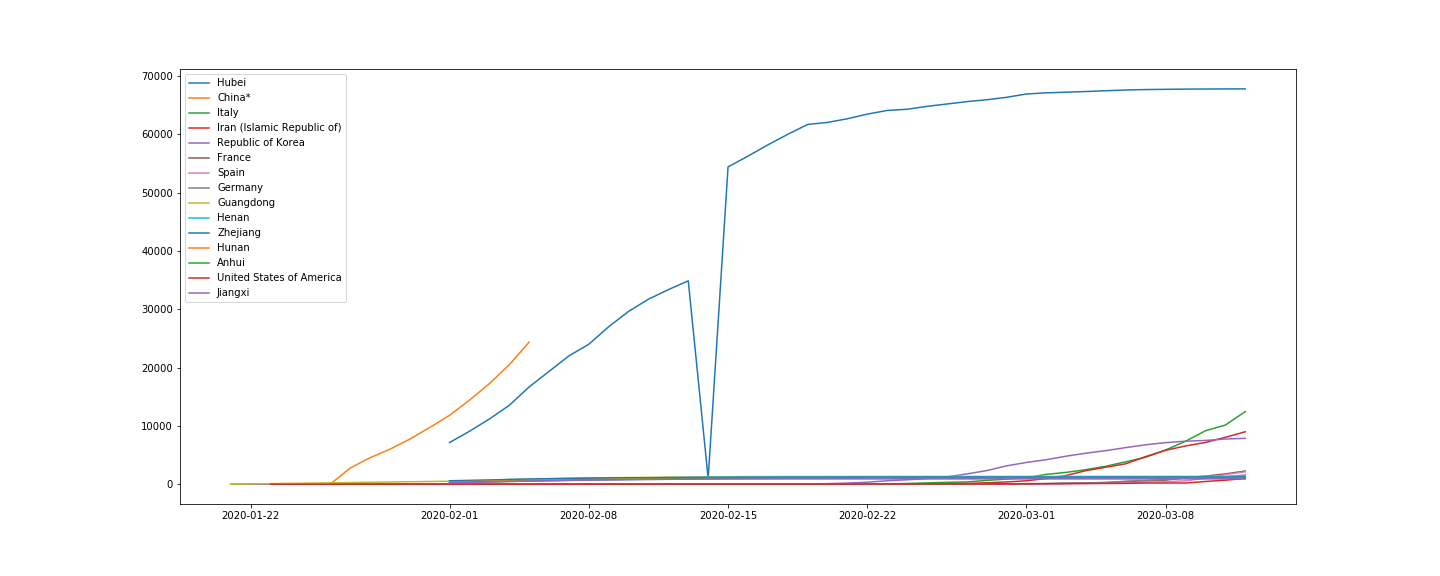 70000
60000
50000
40000
30000
20000
10000
0
Hubei
China*
Italy
Iran (Islamic Republic of)
Republic of Korea
France
Spain
Germany
Guangdong
Henan
Zhejiang
Hunan
Anhui
United States of America
Jiangxi
2020-01-22 2020-02-01 2020-02-08 2020-02-15 2020-02-22 2020-03-01 2020-03-08